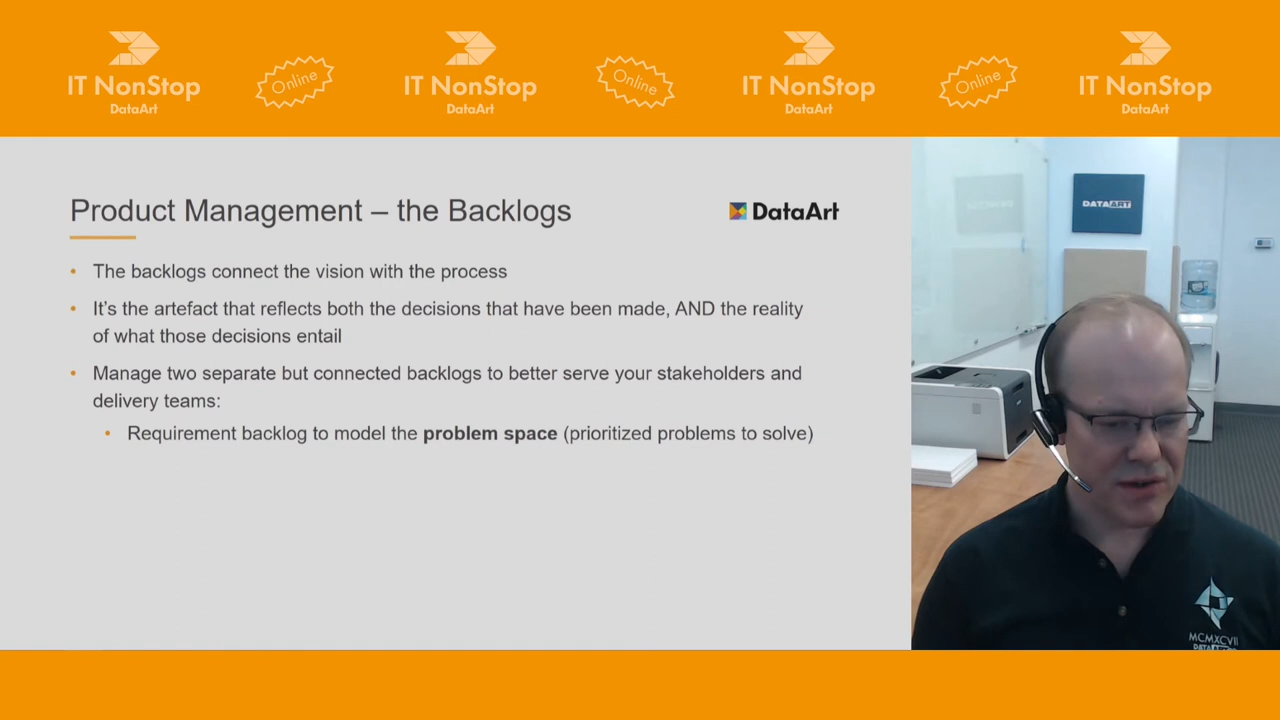 IT NonStop
DataArt
Online
IT NonStop
DataArt
Online
IT NonStop
DataArt
Online
IT NonStop
DataArt
Product Management – the Backlogs
DataArt
• The backlogs connect the vision with the process
• It's the artefact that reflects both the decisions that have been made, AND the reality
of what those decisions entail
• Manage two separate but connected backlogs to better serve your stakeholders and
delivery teams:
• Requirement backlog to model the problem space (prioritized problems to solve)
DATAART
MCMXCVII